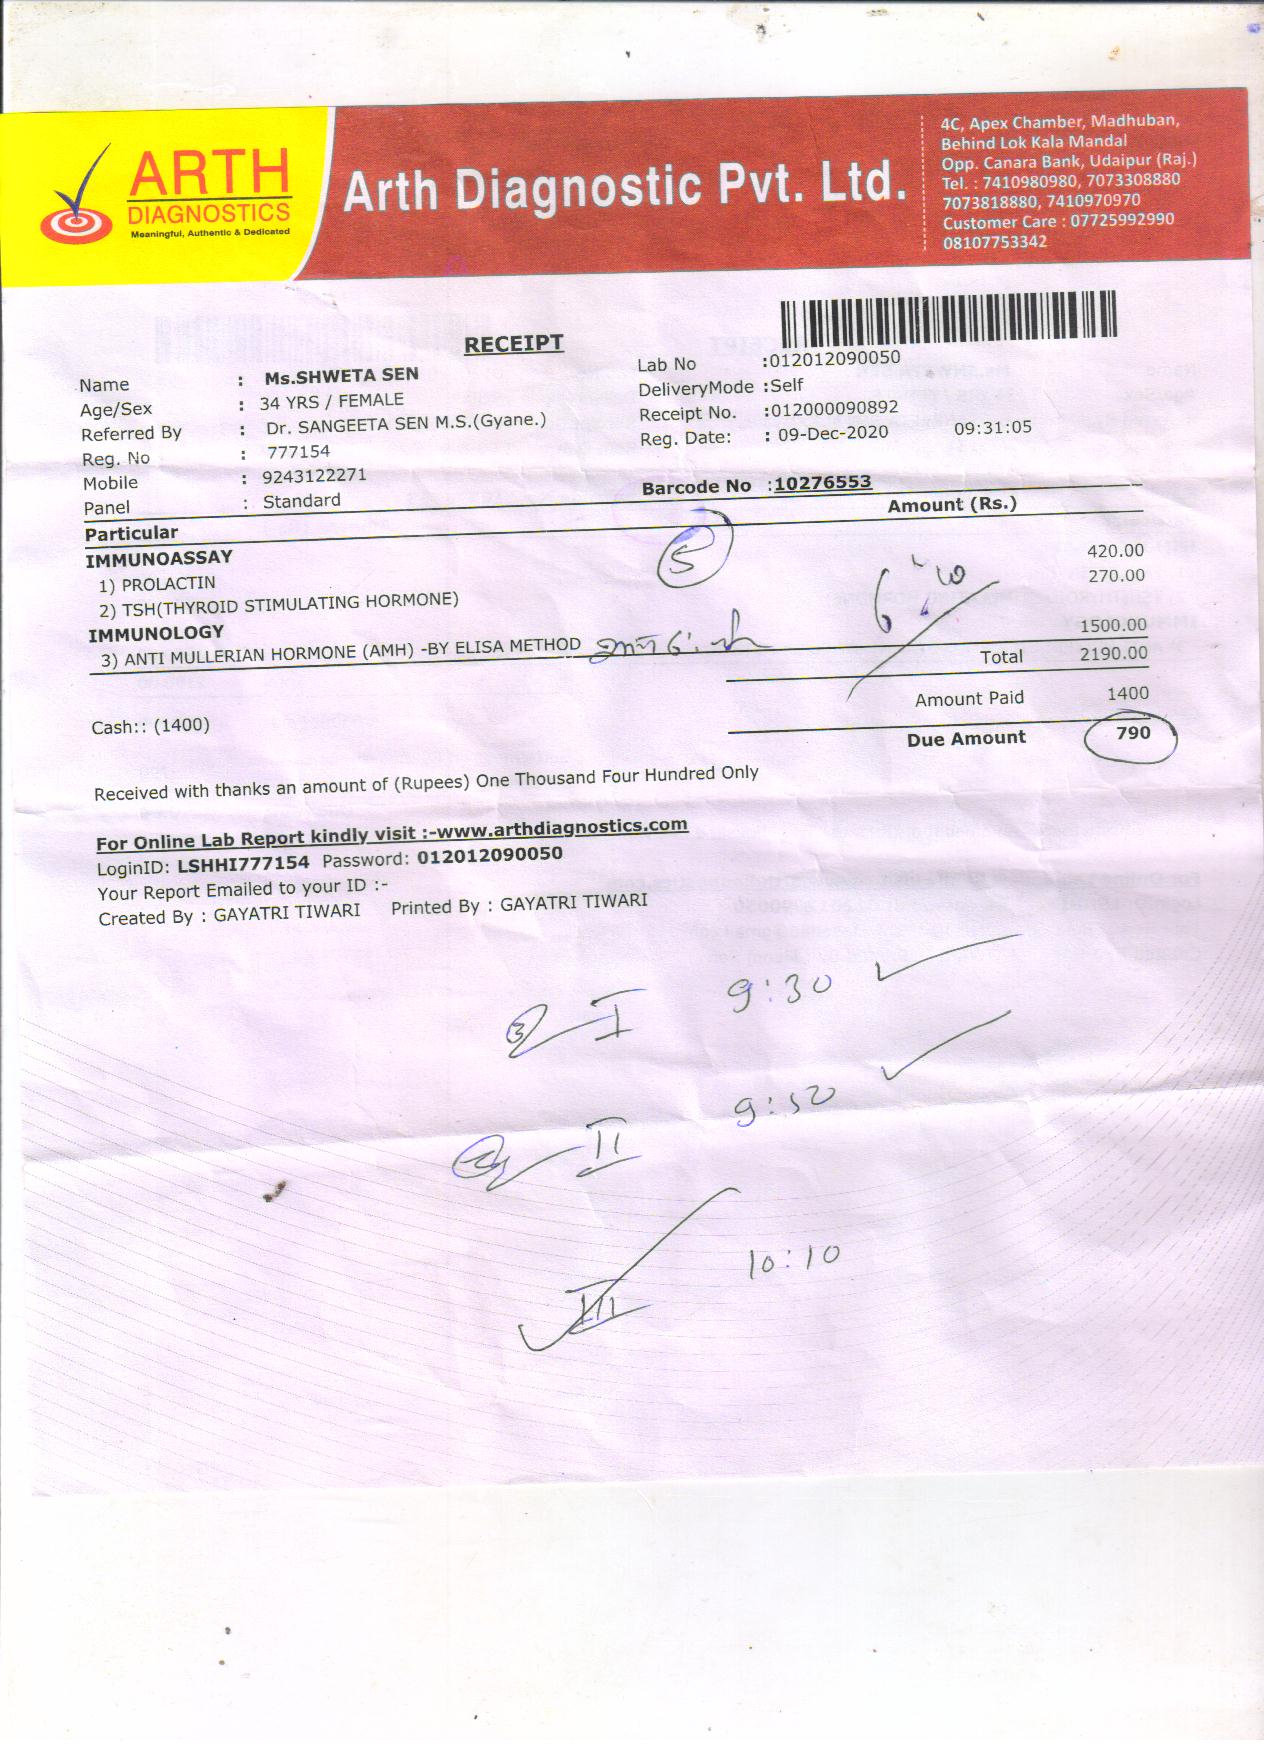 ARTH
DIAGNOSTICS
Meaningful, Authentic & Dedicated
Arth Diagnostic Pvt. Ltd.
4C, Apex Chamber, Madhuban,
Behind Lok Kala Mandal
Opp. Canara Bank, Udaipur (Raj.)
Tel. : 7410980980, 7073308880
7073818880, 7410970970
Customer Care : 07725992990
08107753342
RECEIPT
Name : Ms.SHWETA SEN
Age/Sex : 34 YRS / FEMALE
Referred By : Dr. SANGEETA SEN M.S.(Gyane.)
Reg. No : 777154
Mobile : 9243122271
Panel : Standard
Lab No :012012090050
DeliveryMode :Self
Receipt No. :012000090892
Reg. Date: : 09-Dec-2020 09:31:05
Barcode No :10276553
Particular Amount (Rs.)
IMMUNOASSAY
1) PROLACTIN 420.00
2) TSH(THYROID STIMULATING HORMONE) 270.00
IMMUNOLOGY
3) ANTI MULLERIAN HORMONE (AMH) -BY ELISA METHOD 1500.00
5
Total 2190.00
Amount Paid 1400
Cash:: (1400)
Due Amount 790
Received with thanks an amount of (Rupees) One Thousand Four Hundred Only
For Online Lab Report kindly visit :-www.arthdiagnostics.com
LoginID: LSHHI777154 Password: 012012090050
Your Report Emailed to your ID :-
Created By : GAYATRI TIWARI Printed By : GAYATRI TIWARI
I 9:30
II 9:50
III 10:10